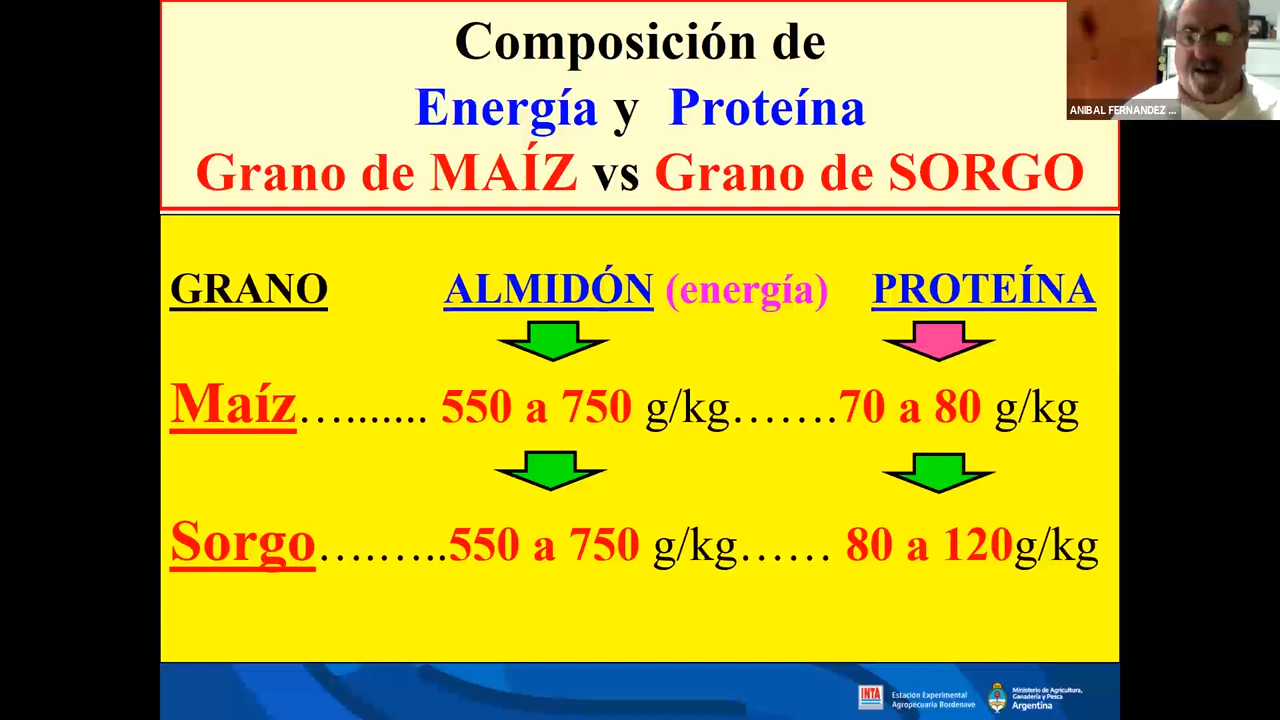 Composición de
Energía y Proteína
Grano de MAÍZ vs Grano de SORGO
ANIBAL FERNANDEZ ...
GRANO ALMIDÓN (energía) PROTEÍNA
Maíz…...... 550 a 750 g/kg…….70 a 80 g/kg
Sorgo….…..550 a 750 g/kg…… 80 a 120g/kg
INTA
Estación Experimental
Agropecuaria Bordenave
Ministerio de Agricultura,
Ganadería y Pesca
Argentina